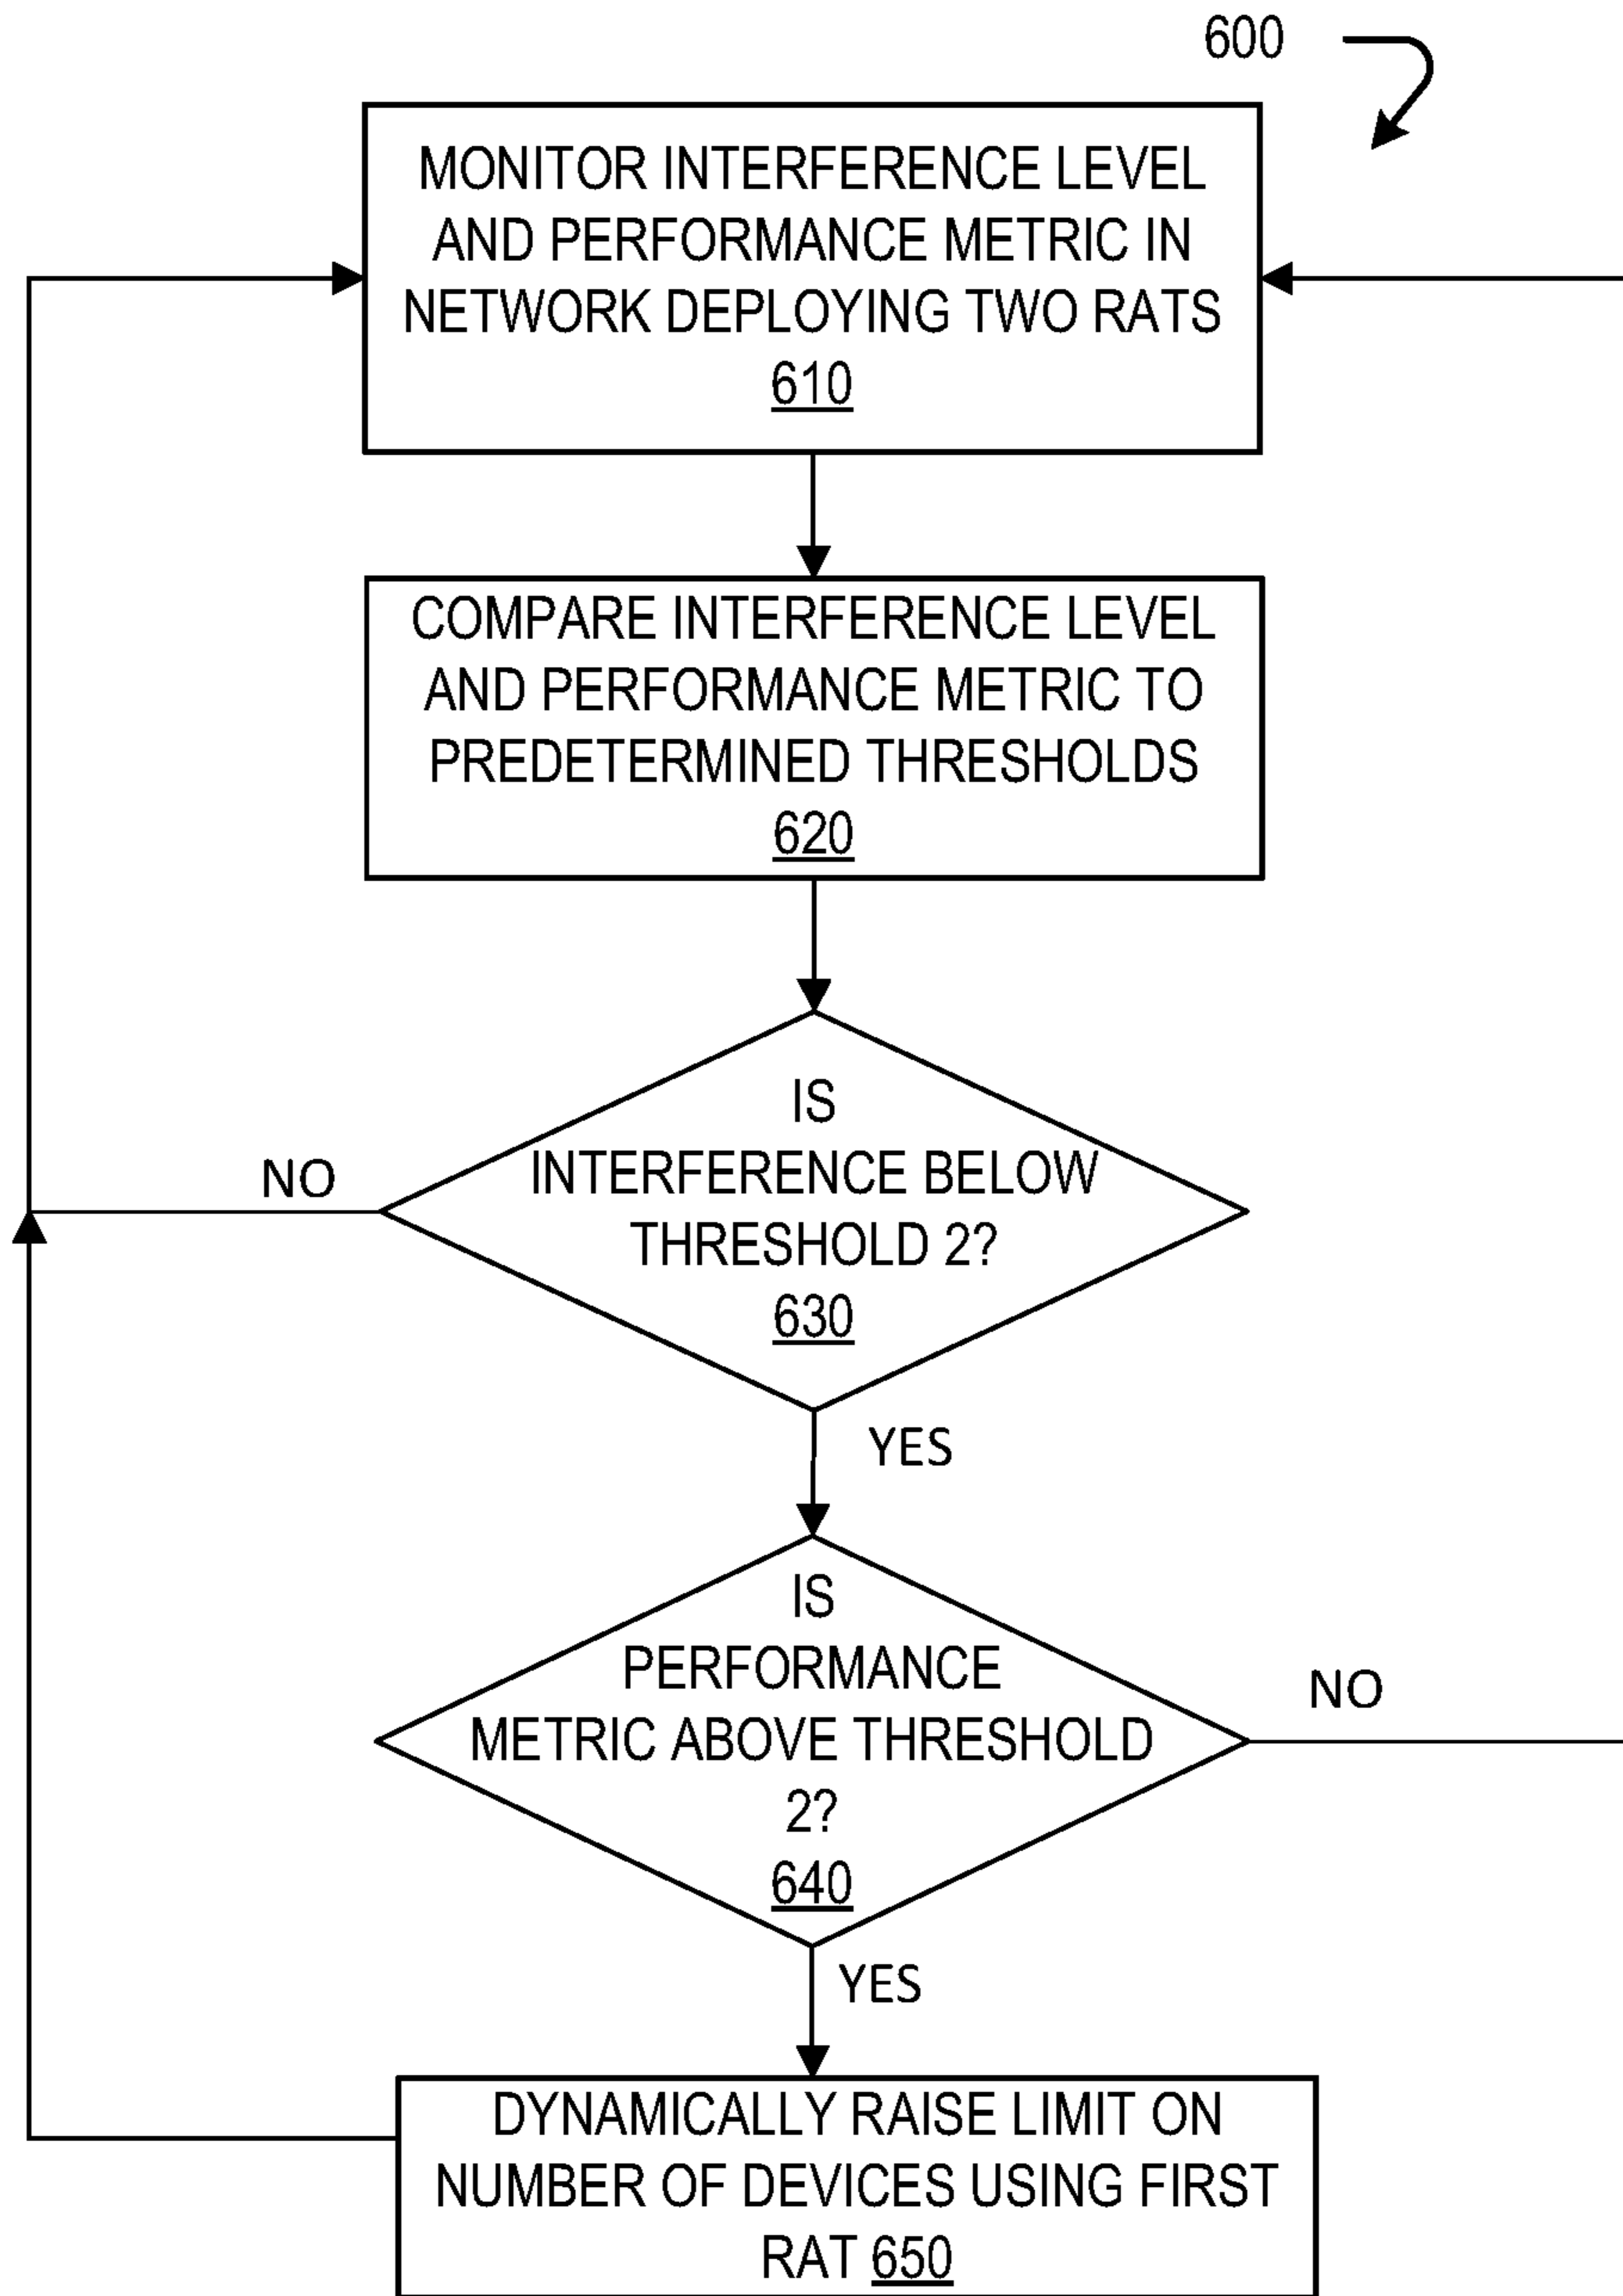 600
MONITOR INTERFERENCE LEVEL
AND PERFORMANCE METRIC IN
NETWORK DEPLOYING TWO RATS
610
COMPARE INTERFERENCE LEVEL
AND PERFORMANCE METRIC TO
PREDETERMINED THRESHOLDS
620
IS
INTERFERENCE BELOW
THRESHOLD 2?
630
NO
YES
IS
PERFORMANCE
METRIC ABOVE THRESHOLD
2?
640
NO
YES
DYNAMICALLY RAISE LIMIT ON
NUMBER OF DEVICES USING FIRST
RAT 650